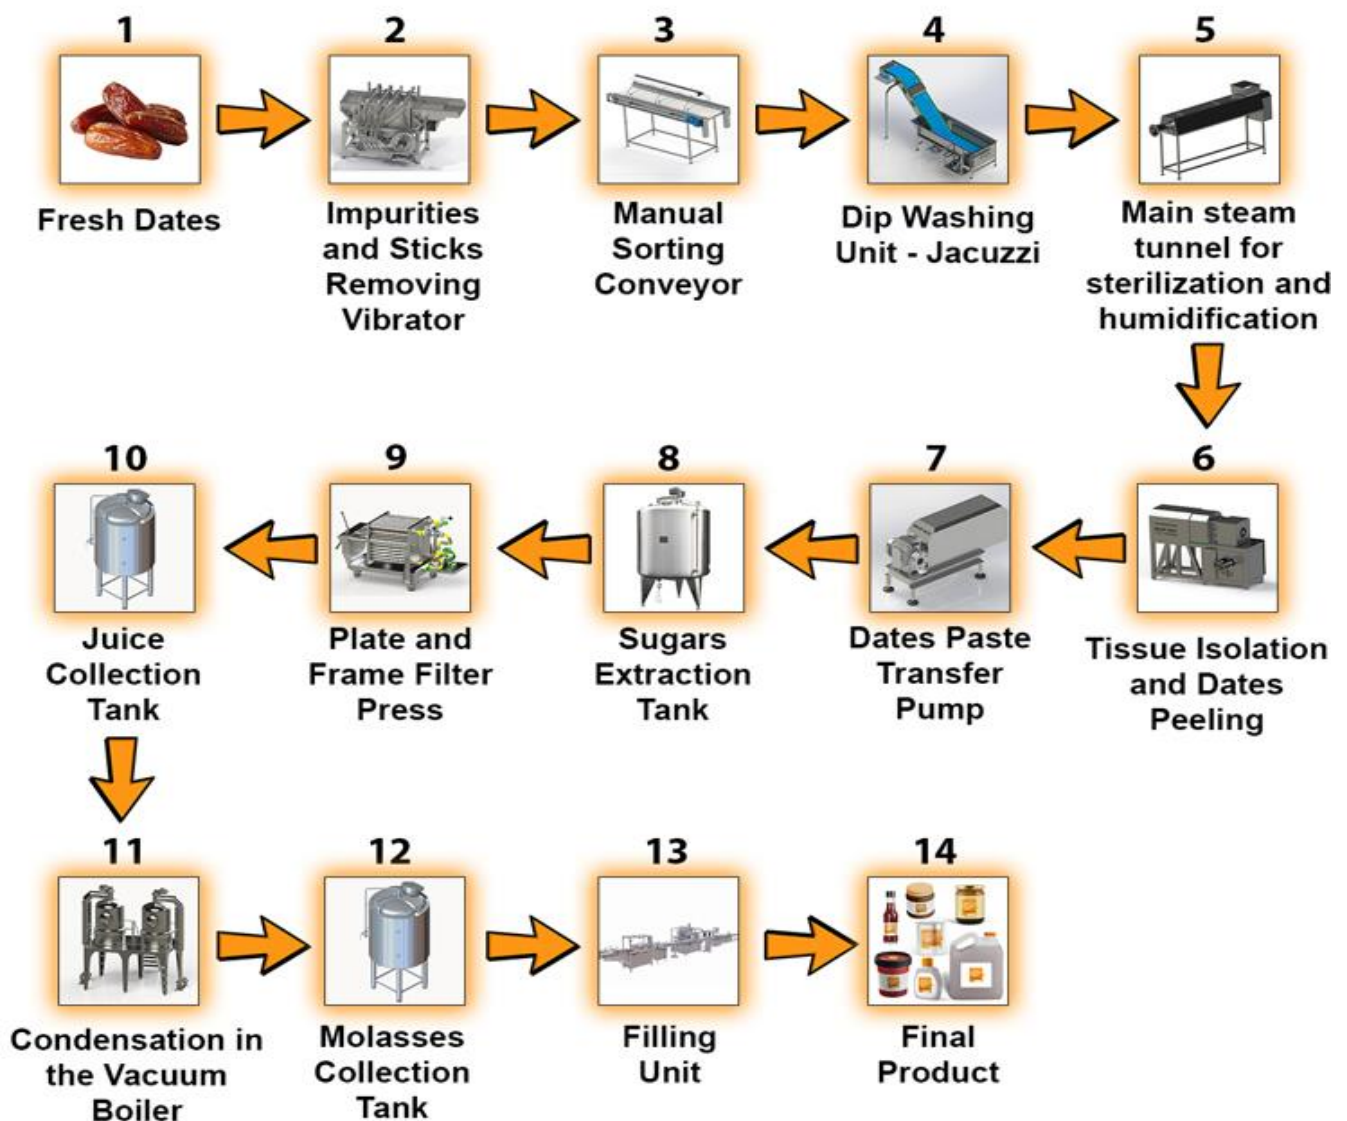 1
Fresh Dates
2
Impurities
and Sticks
Removing
Vibrator
3
Manual
Sorting
Conveyor
4
Dip Washing
Unit - Jacuzzi
5
Main steam
tunnel for
sterilization and
humidification
6
Tissue Isolation
and Dates
Peeling
7
Dates Paste
Transfer
Pump
8
Sugars
Extraction
Tank
9
Plate and
Frame Filter
Press
10
Juice
Collection
Tank
11
Condensation in
the Vacuum
Boiler
12
Molasses
Collection
Tank
13
Filling
Unit
14
Final
Product